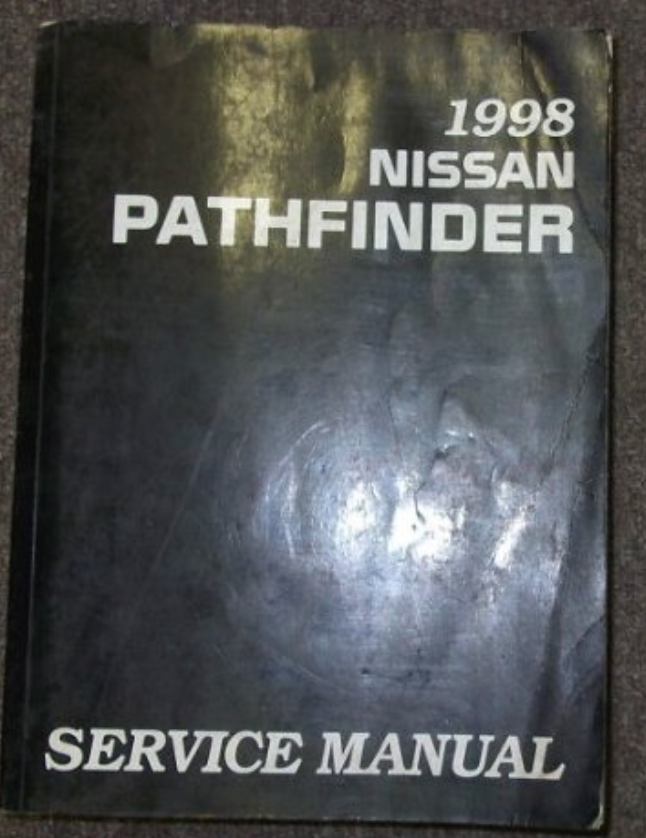 1998
NISSAN
PATHFINDER
SERVICE MANUAL